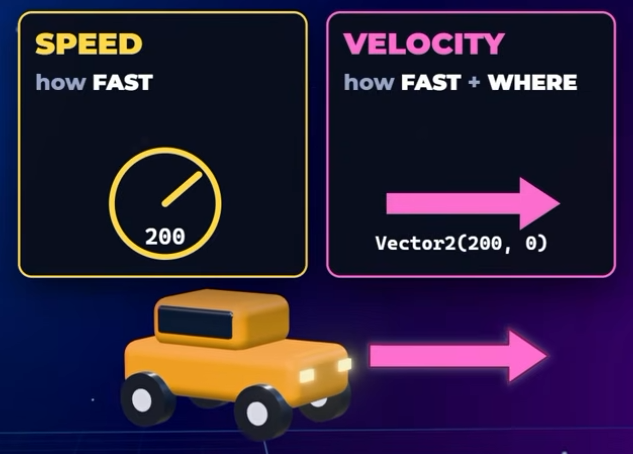 SPEED
how FAST
200
VELOCITY
how FAST + WHERE
Vector2(200, 0)